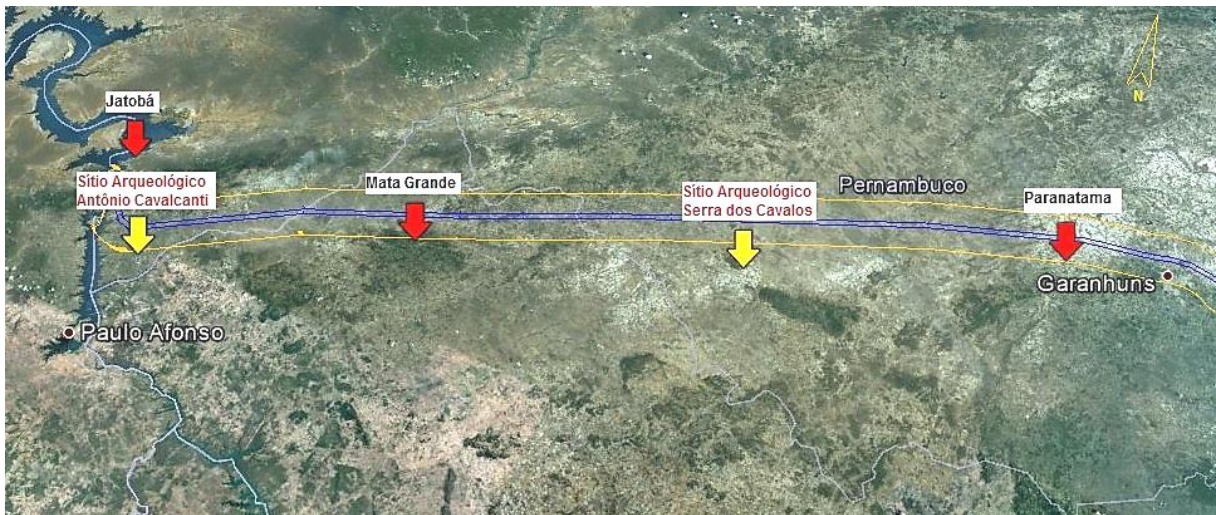 Jatobá
N
Sítio Arqueológico
Antônio Cavalcanti
Mata Grande
Sítio Arqueológico
Serra dos Cavalos
Pernambuco
Paranatama
Garanhuns
Paulo Afonso